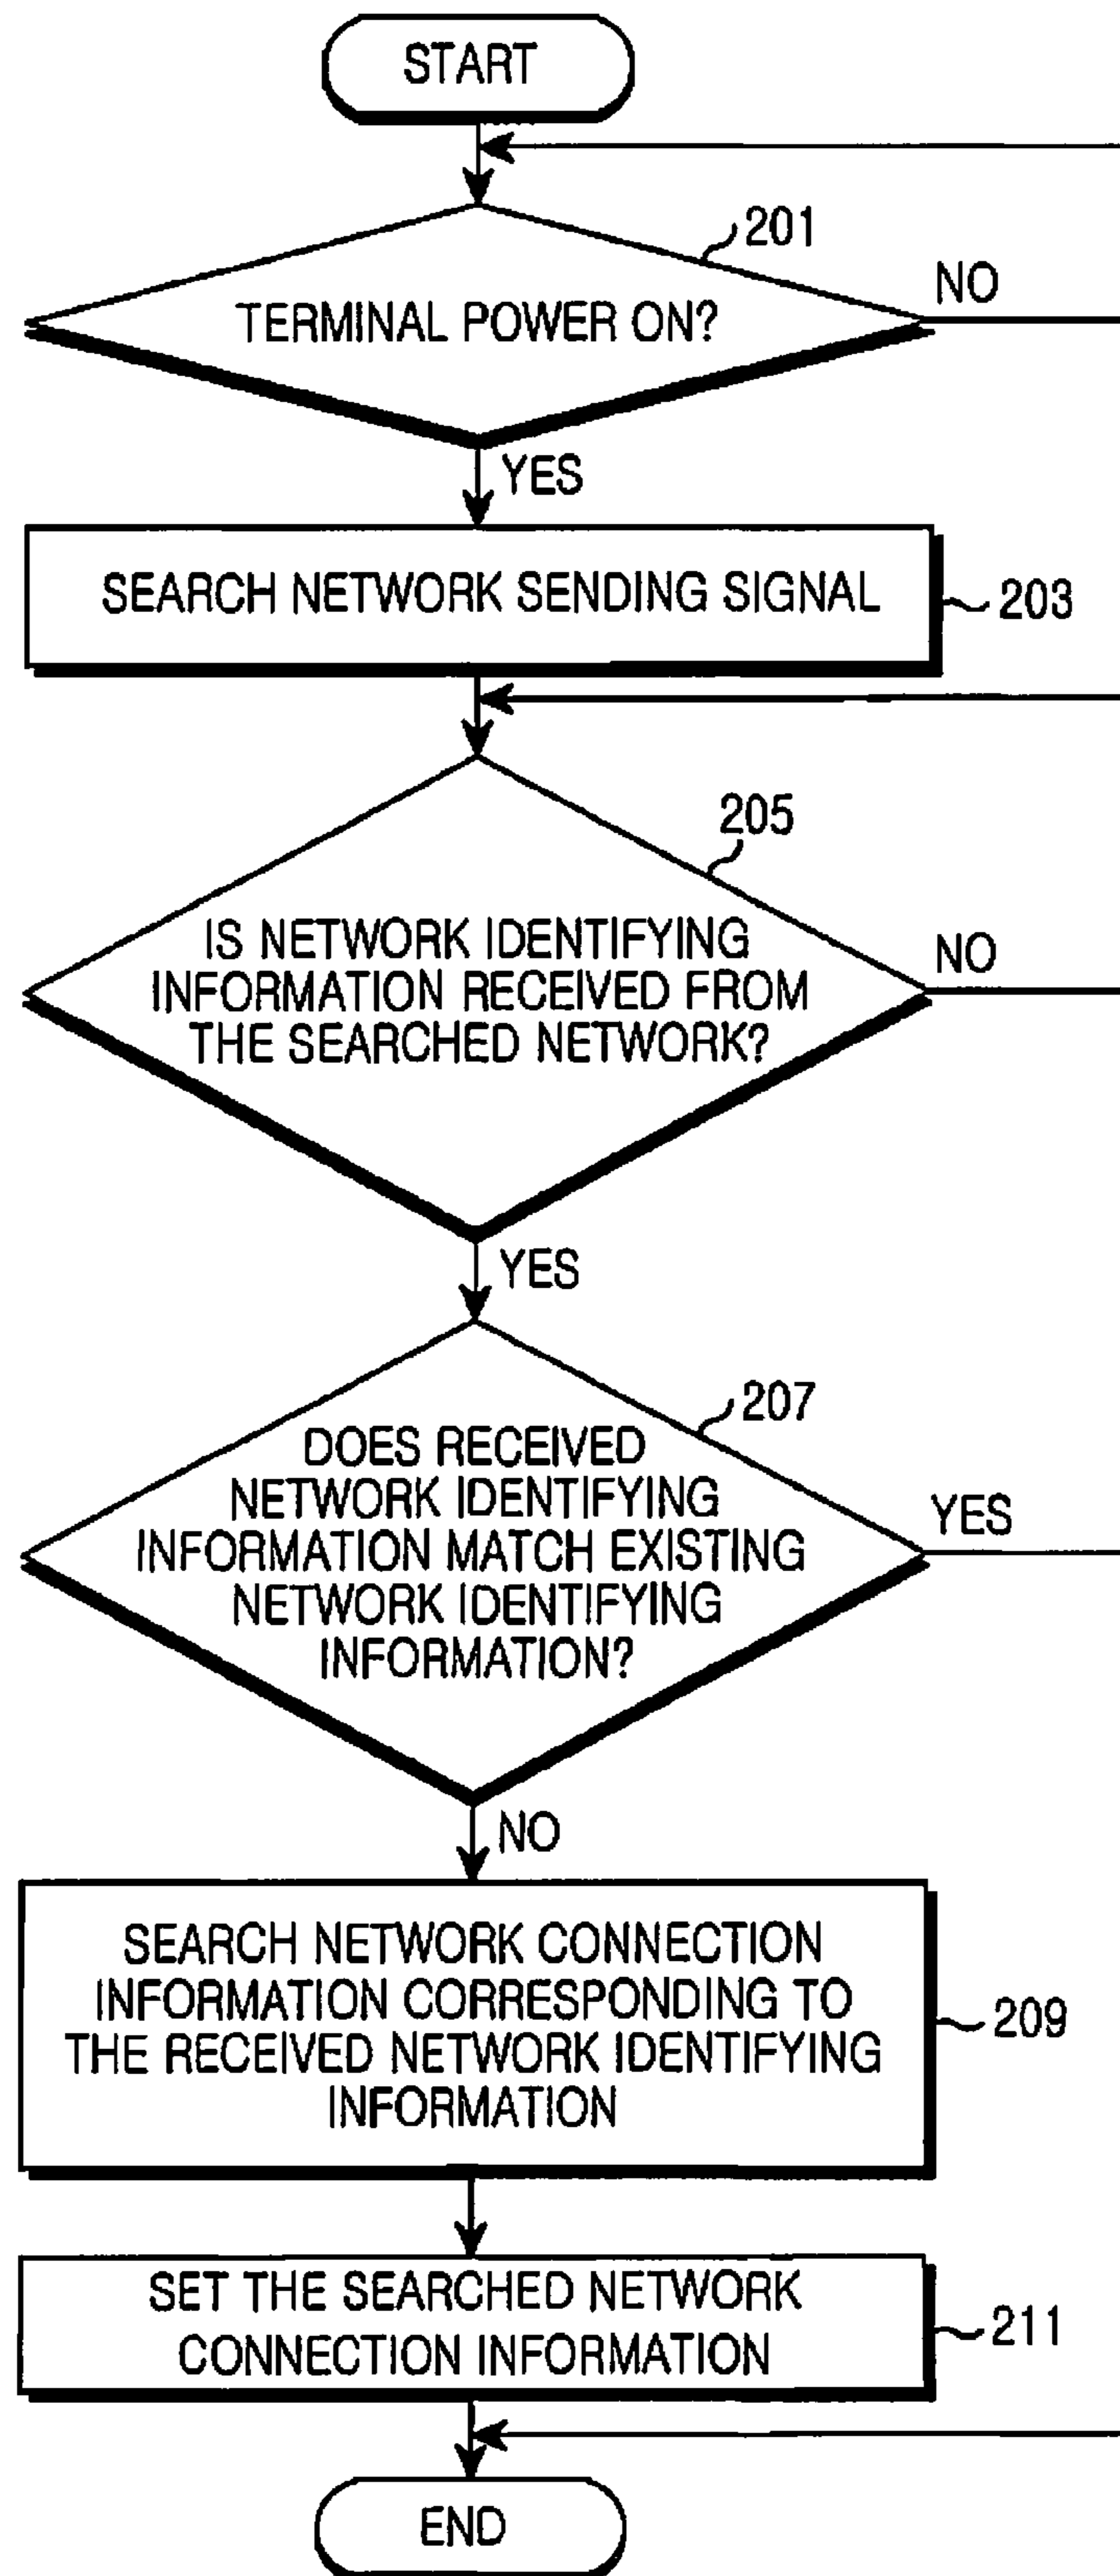 START
201
TERMINAL POWER ON?
NO
YES
SEARCH NETWORK SENDING SIGNAL
203
205
IS NETWORK IDENTIFYING
INFORMATION RECEIVED FROM
THE SEARCHED NETWORK?
NO
YES
207
DOES RECEIVED
NETWORK IDENTIFYING
INFORMATION MATCH EXISTING
NETWORK IDENTIFYING
INFORMATION?
YES
NO
SEARCH NETWORK CONNECTION
INFORMATION CORRESPONDING TO
THE RECEIVED NETWORK IDENTIFYING
INFORMATION
209
SET THE SEARCHED NETWORK
CONNECTION INFORMATION
211
END